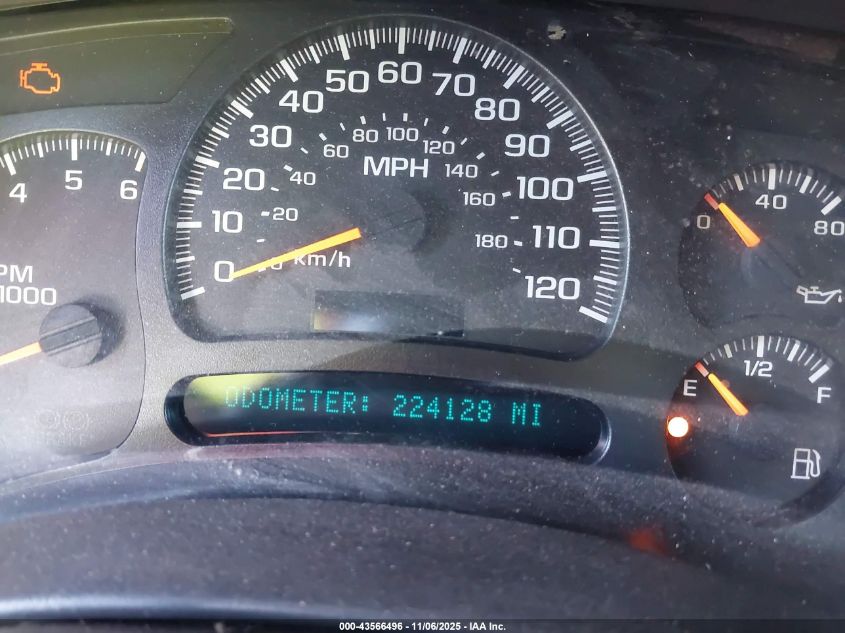 4 5 6
PM
1000
0 10 20 30 40 50 60 70 80 90 100 110 120
20 40 60 80 100 120 140 160 180
MPH
km/h
0 40 80
E 1/2 F
ODOMETER: 224128 MI
000-43566496 - 11/06/2025 - IAA Inc.